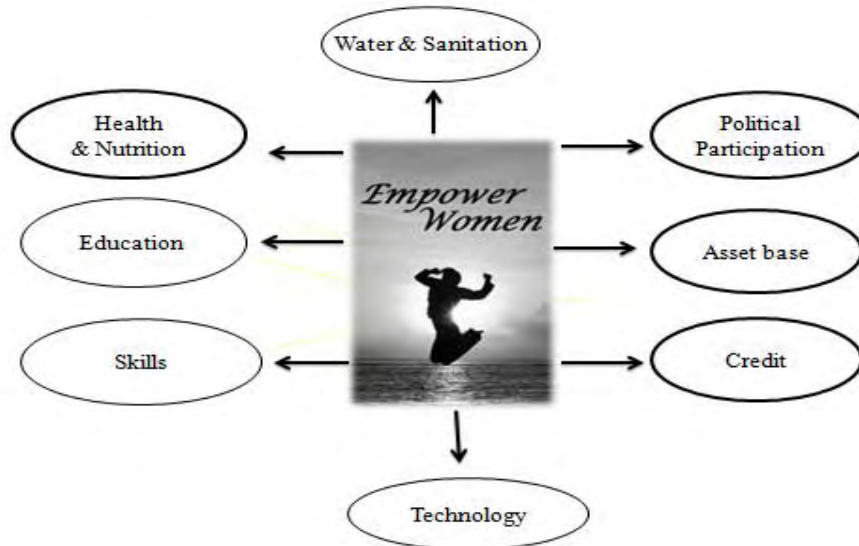 Water & Sanitation
Health
& Nutrition
Political
Participation
Empower
Women
Education
Asset base
Skills
Credit
Technology